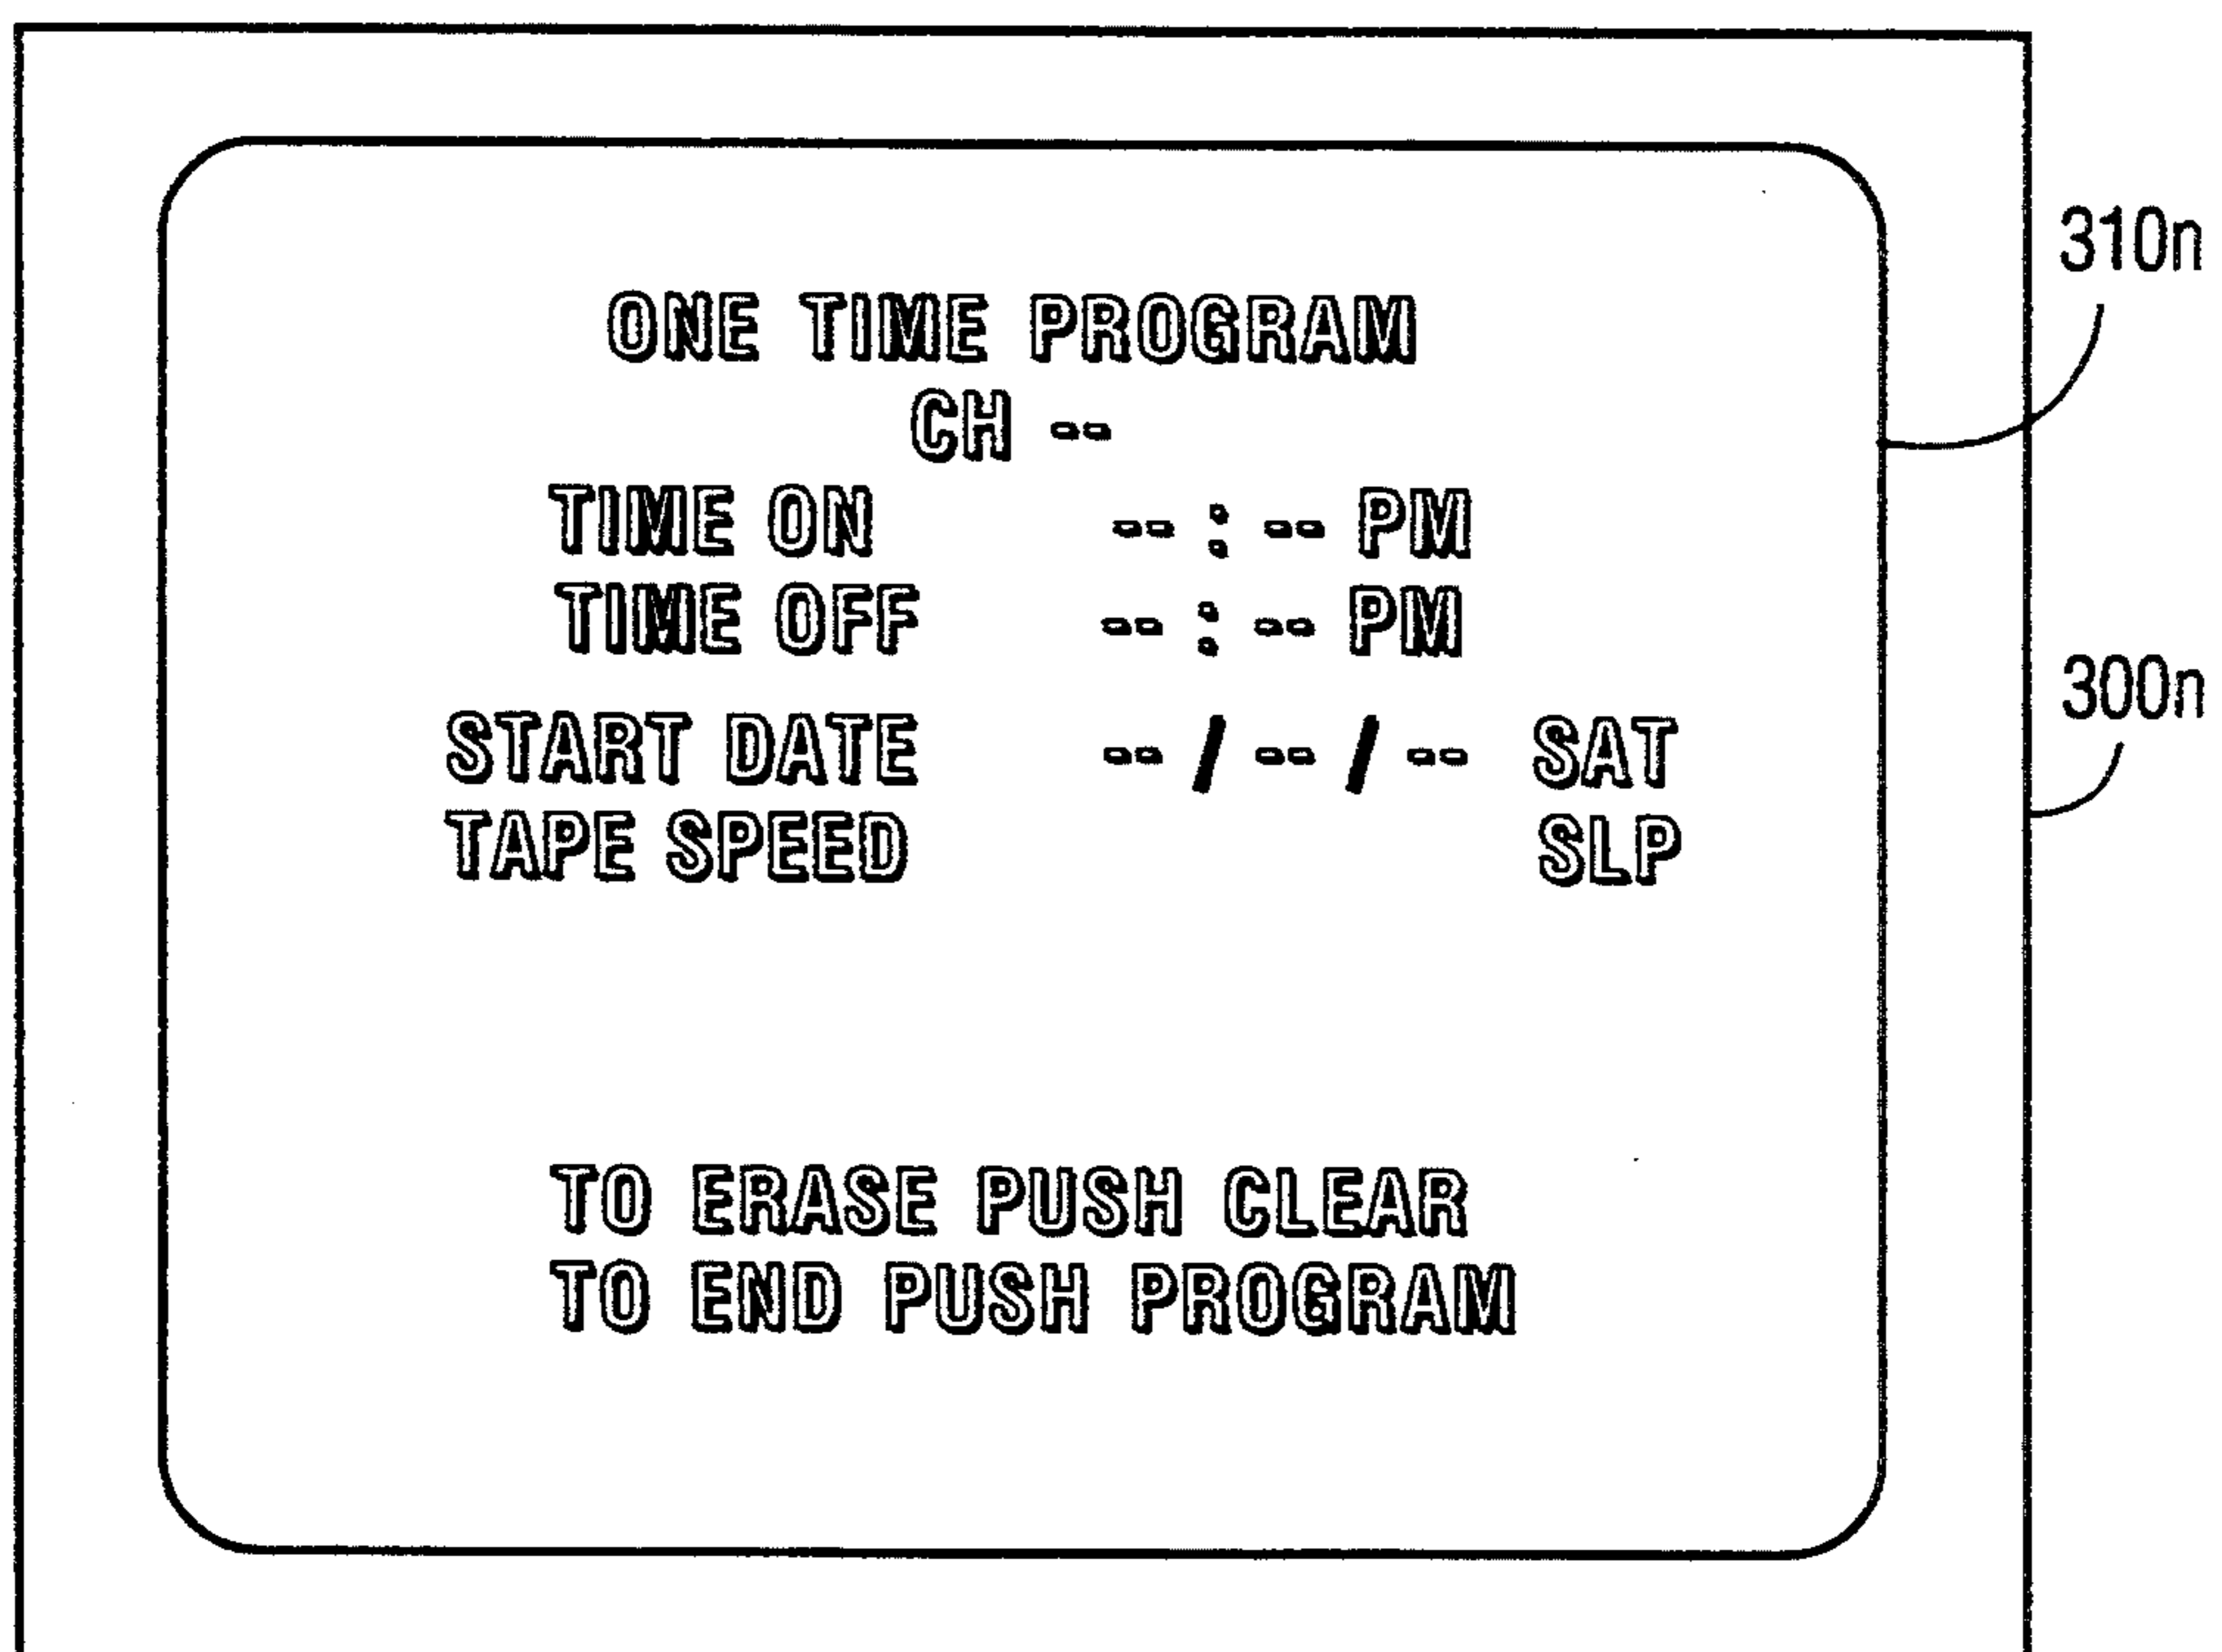 ONE TIME PROGRAM
CH --
TIME ON --:-- PM
TIME OFF --:-- PM
START DATE --/--/-- SAT
TAPE SPEED SLP
TO ERASE PUSH CLEAR
TO END PUSH PROGRAM
310n
300n